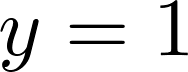 y = 1